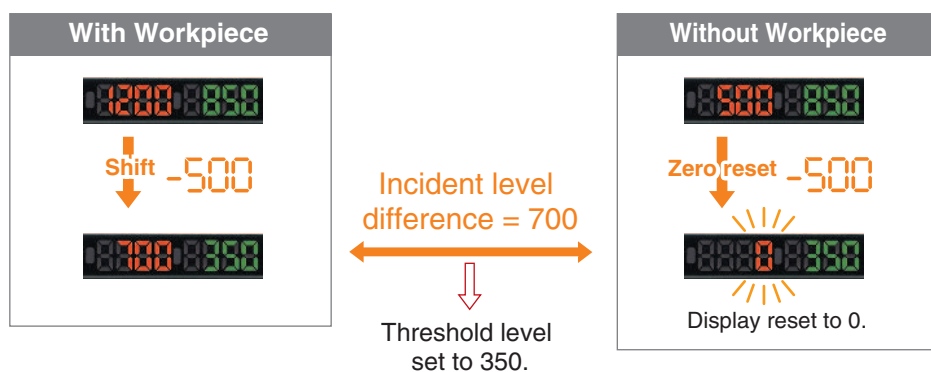 With Workpiece
1200 850
Shift -500
700 350
Incident level
difference = 700
Threshold level
set to 350.
Without Workpiece
500 850
Zero reset -500
0 350
Display reset to 0.